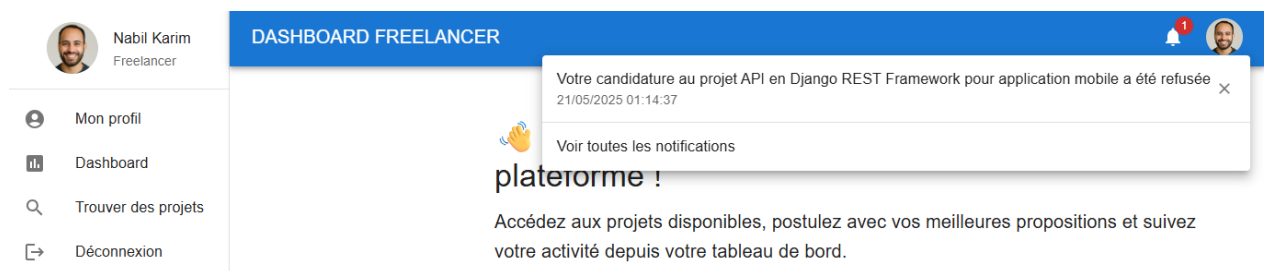 Nabil Karim
Freelancer
Mon profil
Dashboard
Trouver des projets
Déconnexion
DASHBOARD FREELANCER
1
Votre candidature au projet API en Django REST Framework pour application mobile a été refusée
21/05/2025 01:14:37
Voir toutes les notifications
plateforme !
Accédez aux projets disponibles, postulez avec vos meilleures propositions et suivez
votre activité depuis votre tableau de bord.